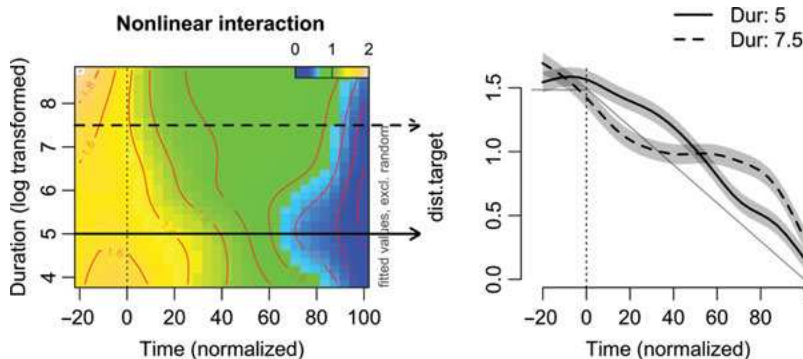 Nonlinear interaction
0 1 2
Duration (log transformed)
8
7
6
5
4
−20 0 20 40 60 80 100
Time (normalized)
fitted values, excl. random
Dur: 5
Dur: 7.5
dist.target
1.5
1.0
0.5
0.0
−20 0 20 40 60 80
Time (normalized)